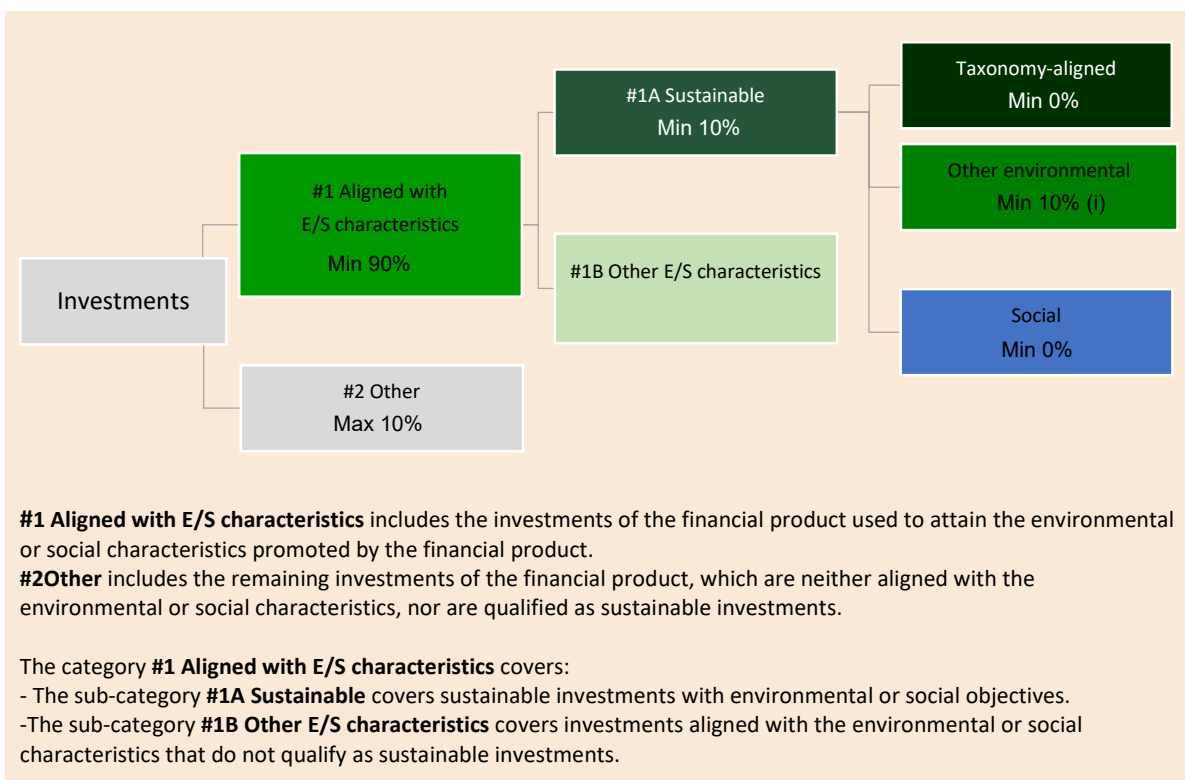 Investments
#1 Aligned with
E/S characteristics
Min 90%
#2 Other
Max 10%
#1A Sustainable
Min 10%
#1B Other E/S characteristics
Taxonomy-aligned
Min 0%
Other environmental
Min 10% (i)
Social
Min 0%
#1 Aligned with E/S characteristics includes the investments of the financial product used to attain the environmental
or social characteristics promoted by the financial product.
#2Other includes the remaining investments of the financial product, which are neither aligned with the
environmental or social characteristics, nor are qualified as sustainable investments.
The category #1 Aligned with E/S characteristics covers:
- The sub-category #1A Sustainable covers sustainable investments with environmental or social objectives.
-The sub-category #1B Other E/S characteristics covers investments aligned with the environmental or social
characteristics that do not qualify as sustainable investments.